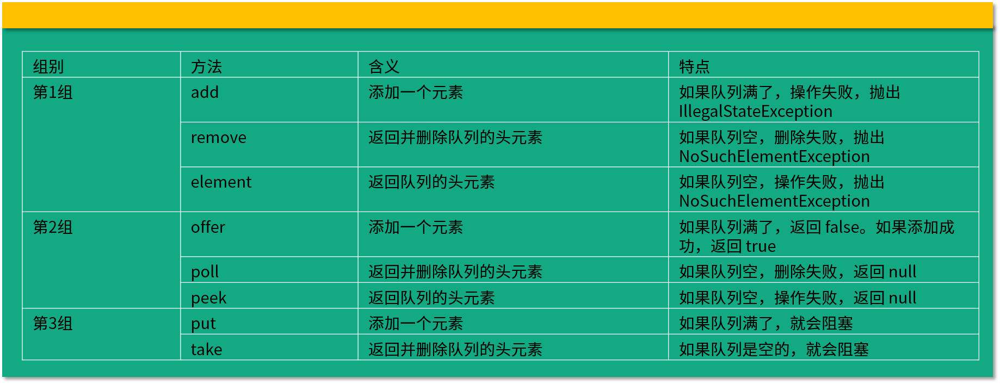 组别 方法 含义 特点
第1组 add 添加一个元素 如果队列满了，操作失败，抛出
IllegalStateException
remove 返回并删除队列的头元素 如果队列空，删除失败，抛出
NoSuchElementException
element 返回队列的头元素 如果队列空，操作失败，抛出
NoSuchElementException
第2组 offer 添加一个元素 如果队列满了，返回 false。如果添加成
功，返回 true
poll 返回并删除队列的头元素 如果队列空，删除失败，返回 null
peek 返回队列的头元素 如果队列空，操作失败，返回 null
第3组 put 添加一个元素 如果队列满了，就会阻塞
take 返回并删除队列的头元素 如果队列是空的，就会阻塞